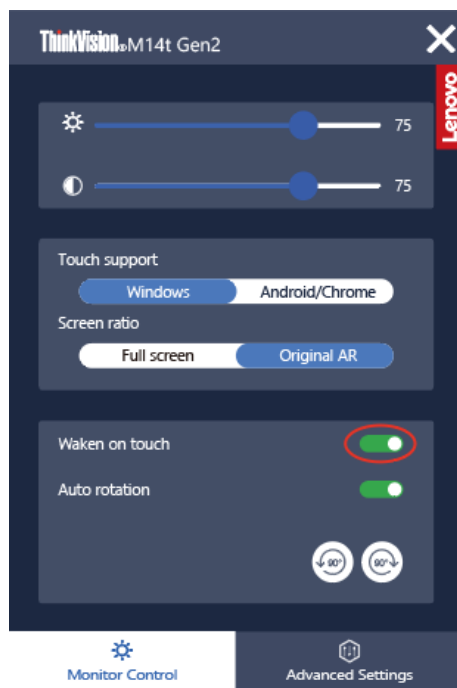 ThinkVision M14t Gen2
Lenovo
75
75
Touch support
Windows Android/Chrome
Screen ratio
Full screen Original AR
Waken on touch
Auto rotation
90° 90°
Monitor Control Advanced Settings